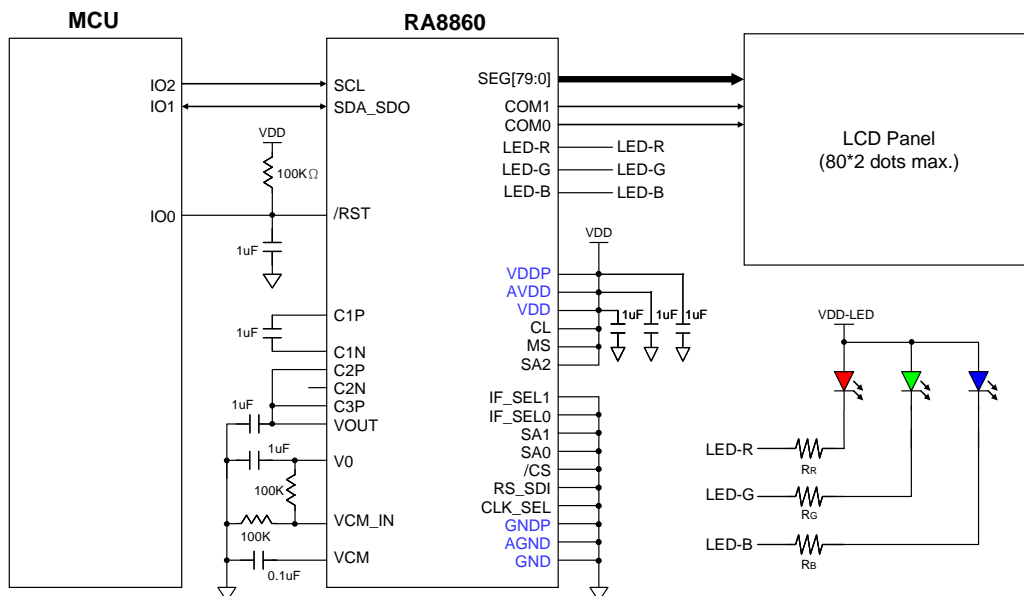 MCU
RA8860
IO2
IO1
VDD
100KΩ
IO0
1uF
1uF
1uF
1uF
100K
100K
0.1uF
SCL
SDA_SDO
/RST
C1P
C1N
C2P
C2N
C3P
VOUT
V0
VCM_IN
VCM
SEG[79:0]
COM1
COM0
LED-R
LED-G
LED-B
LED-R
LED-G
LED-B
VDD
VDDP
AVDD
VDD
CL
MS
SA2
1uF
1uF
1uF
IF_SEL1
IF_SEL0
SA1
SA0
/CS
RS_SDI
CLK_SEL
GNDP
AGND
GND
LCD Panel
(80*2 dots max.)
VDD-LED
LED-R
RR
LED-G
RG
LED-B
RB